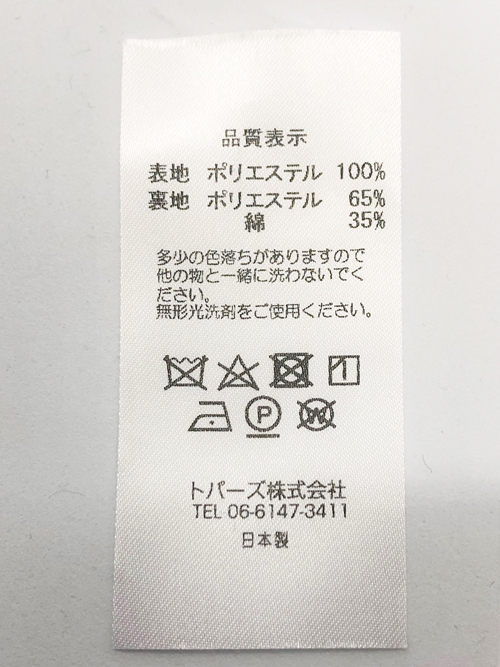 品質表示
表地 ポリエステル 100%
裏地 ポリエステル 65%
綿 35%
多少の色落ちがありますので
他の物と一緒に洗わないでく
ださい。
無形光洗剤をご使用ください。
P W
トパーズ株式会社
TEL 06-6147-3411
日本製